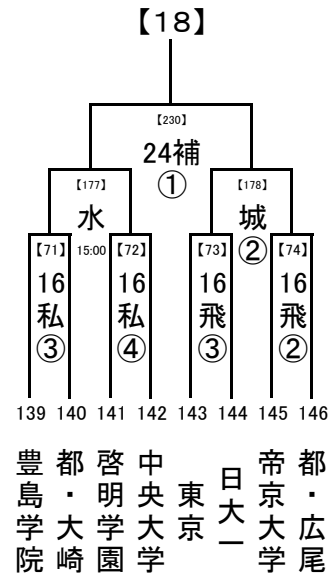 【18】
【230】
24補
①
【177】
【178】
水
城
15:00
②
【71】
【72】
【73】
【74】
16
16
16
16
私
私
飛
飛
③
④
③
②
139 140 141 142 143 144 145 146
豊島学院
都・大崎
啓明学園
中央大学
東京
日大一
帝京大学
都・広尾